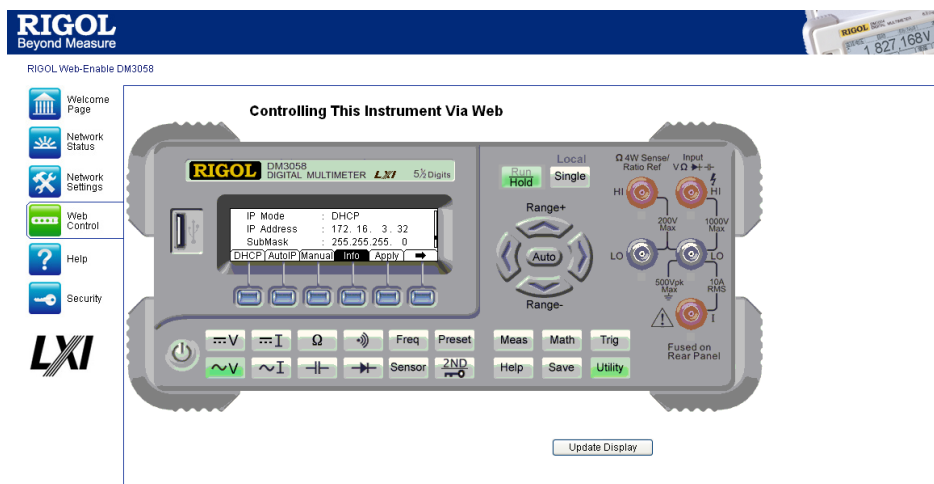 RIGOL
Beyond Measure
RIGOL
1.827,168V
RIGOL Web-Enable DM3058
Welcome Page
Network Status
Network Settings
Web Control
Help
Security
LXI
Controlling This Instrument Via Web
RIGOL
DM3058
DIGITAL MULTIMETER LXI 5½ Digits
IP Mode : DHCP
IP Address : 172. 16. 3. 32
SubMask : 255.255.255. 0
DHCP AutoIP Manual Info Apply
V I Ω Freq Preset
V I Sensor 2ND
Run
Hold
Local
Single
Range+
Auto
Range-
Meas Math Trig
Help Save Utility
Ω 4W Sense/
Ratio Ref
Input
V Ω
HI HI
200V
Max
1000V
Max
LO LO
500Vpk
Max
10A
RMS
I
Fused on
Rear Panel
Update Display